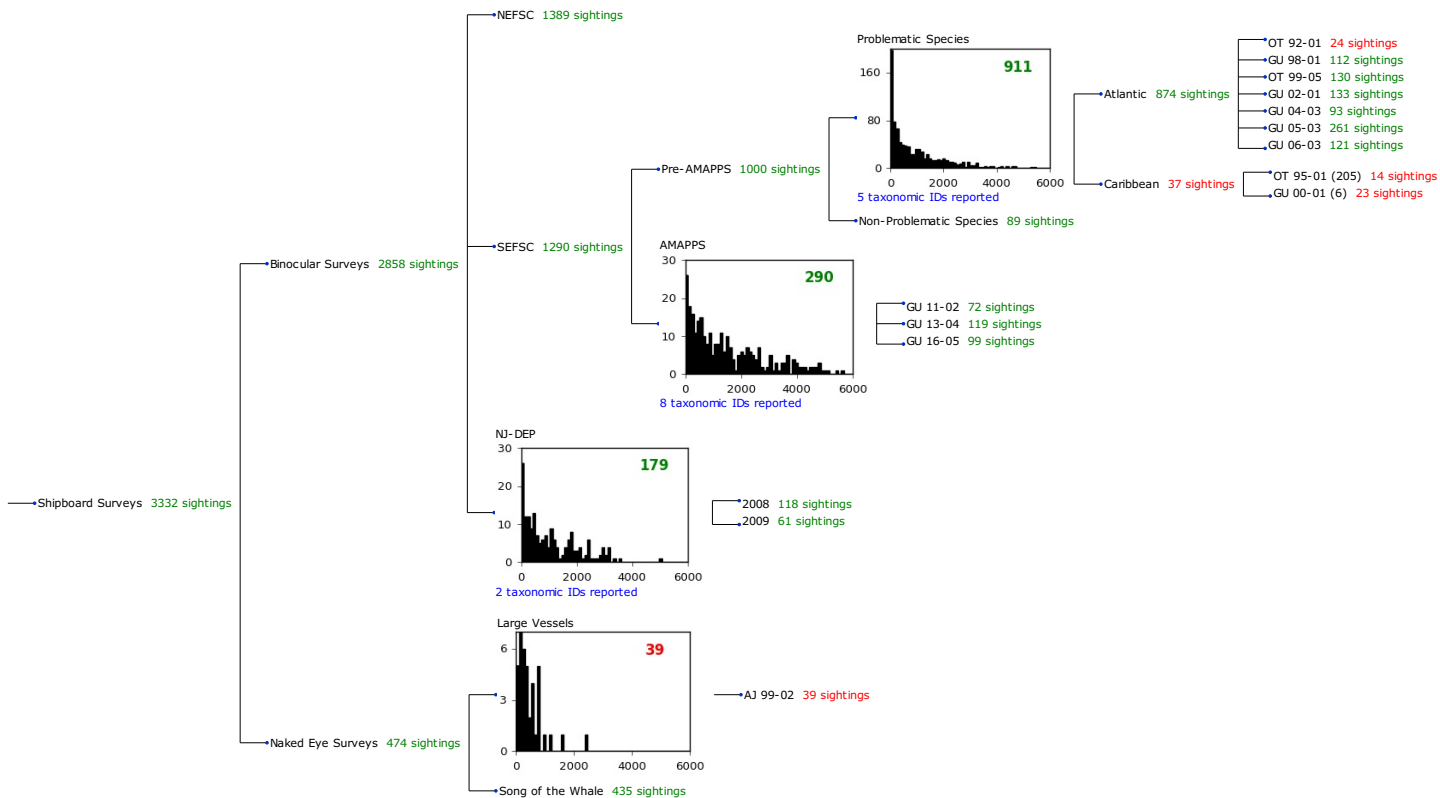 NEFSC 1389 sightings
Problematic Species
911
160
80
0
0 2000 4000 6000
5 taxonomic IDs reported
OT 92-01 24 sightings
GU 98-01 112 sightings
OT 99-05 130 sightings
Atlantic 874 sightings
GU 02-01 133 sightings
GU 04-03 93 sightings
GU 05-03 261 sightings
GU 06-03 121 sightings
Pre-AMAPPS 1000 sightings
Caribbean 37 sightings
OT 95-01 (205) 14 sightings
GU 00-01 (6) 23 sightings
Non-Problematic Species 89 sightings
SEFSC 1290 sightings
AMAPPS
290
30
20
10
0
0 2000 4000 6000
8 taxonomic IDs reported
Binocular Surveys 2858 sightings
GU 11-02 72 sightings
GU 13-04 119 sightings
GU 16-05 99 sightings
NJ-DEP
179
30
20
10
0
0 2000 4000 6000
2 taxonomic IDs reported
Shipboard Surveys 3332 sightings
2008 118 sightings
2009 61 sightings
Large Vessels
39
6
3
0
0 2000 4000 6000
AJ 99-02 39 sightings
Naked Eye Surveys 474 sightings
Song of the Whale 435 sightings